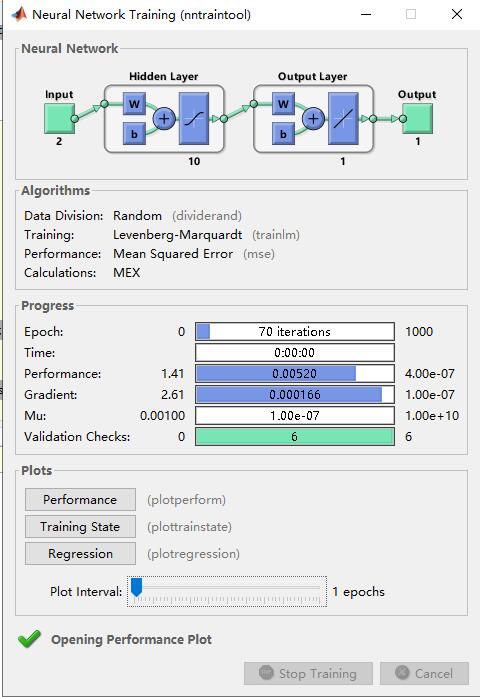 Neural Network Training (nntraintool)
Neural Network
Hidden Layer
Output Layer
Input
Output
W
W
b
b
2
10
1
1
Algorithms
Data Division: Random (dividerand)
Training: Levenberg-Marquardt (trainlm)
Performance: Mean Squared Error (mse)
Calculations: MEX
Progress
Epoch: 0 70 iterations 1000
Time: 0:00:00
Performance: 1.41 0.00520 4.00e-07
Gradient: 2.61 0.000166 1.00e-07
Mu: 0.00100 1.00e-07 1.00e+10
Validation Checks: 0 6 6
Plots
Performance (plotperform)
Training State (plottrainstate)
Regression (plotregression)
Plot Interval: 1 epochs
Opening Performance Plot
Stop Training Cancel